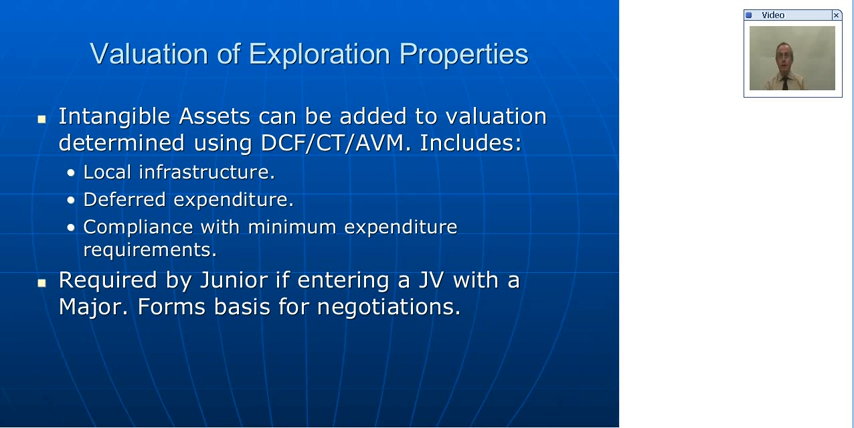 Valuation of Exploration Properties
Intangible Assets can be added to valuation
determined using DCF/CT/AVM. Includes:
Local infrastructure.
Deferred expenditure.
Compliance with minimum expenditure
requirements.
Required by Junior if entering a JV with a
Major. Forms basis for negotiations.
Video